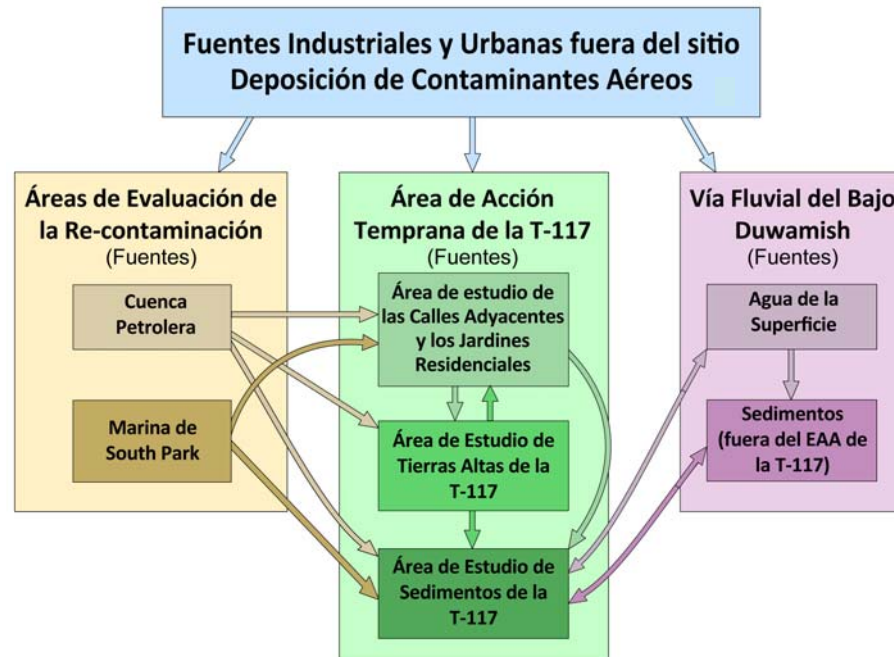 Fuentes Industriales y Urbanas fuera del sitio
Deposición de Contaminantes Aéreos
Áreas de Evaluación de
la Re-contaminación
(Fuentes)
Cuenca
Petrolera
Marina de
South Park
Área de Acción
Temprana de la T-117
(Fuentes)
Área de estudio de
las Calles Adyacentes
y los Jardines
Residenciales
Área de Estudio de
Tierras Altas de la
T-117
Área de Estudio de
Sedimentos de la
T-117
Vía Fluvial del Bajo
Duwamish
(Fuentes)
Agua de la
Superficie
Sedimentos
(fuera del EAA de
la T-117)